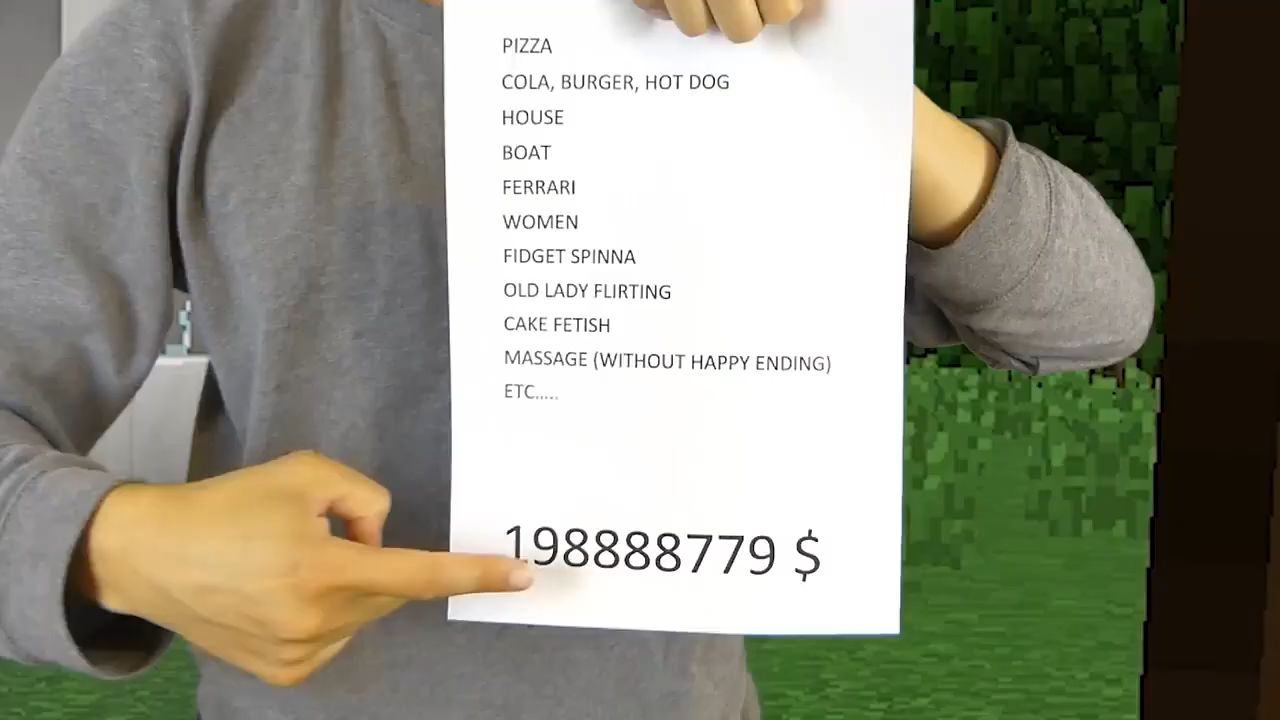 PIZZA
COLA, BURGER, HOT DOG
HOUSE
BOAT
FERRARI
WOMEN
FIDGET SPINNA
OLD LADY FLIRTING
CAKE FETISH
MASSAGE (WITHOUT HAPPY ENDING)
ETC.....
198888779 $